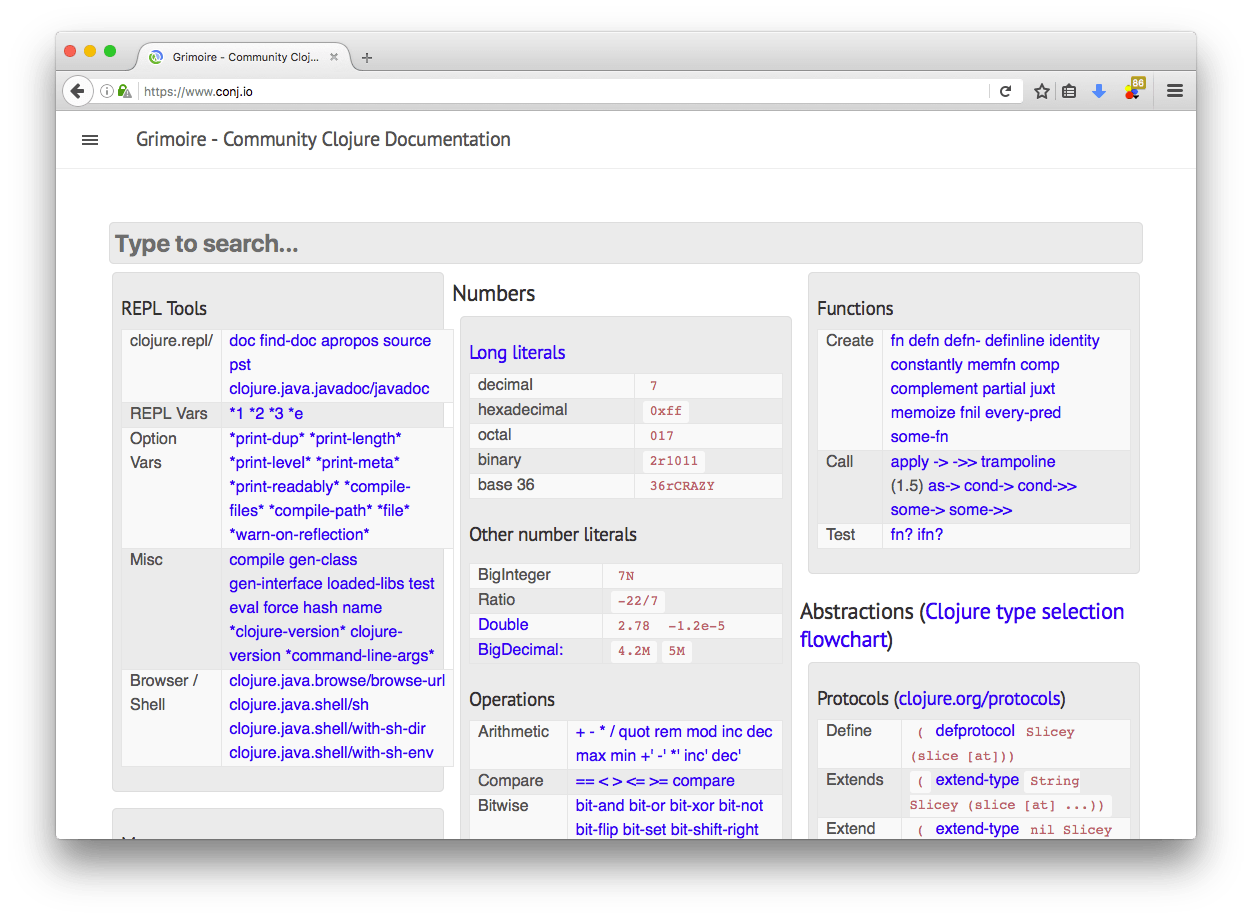 Grimoire - Community Cloj...
https://www.conj.io
86
Grimoire - Community Clojure Documentation
Type to search...
REPL Tools
clojure.repl/ doc find-doc apropos source
pst
clojure.java.javadoc/javadoc
REPL Vars *1 *2 *3 *e
Option *print-dup* *print-length*
Vars *print-level* *print-meta*
*print-readably* *compile-
files* *compile-path* *file*
*warn-on-reflection*
Misc compile gen-class
gen-interface loaded-libs test
eval force hash name
*clojure-version* clojure-
version *command-line-args*
Browser / clojure.java.browse/browse-url
Shell clojure.java.shell/sh
clojure.java.shell/with-sh-dir
clojure.java.shell/with-sh-env
Numbers
Long literals
decimal 7
hexadecimal 0xff
octal 017
binary 2r1011
base 36 36rCRAZY
Other number literals
BigInteger 7N
Ratio -22/7
Double 2.78 -1.2e-5
BigDecimal: 4.2M 5M
Operations
Arithmetic + - * / quot rem mod inc dec
max min +' -' *' inc' dec'
Compare == < > <= >= compare
Bitwise bit-and bit-or bit-xor bit-not
bit-flip bit-set bit-shift-right
Functions
Create fn defn defn- definline identity
constantly memfn comp
complement partial juxt
memoize fnil every-pred
some-fn
Call apply -> ->> trampoline
(1.5) as-> cond-> cond->>
some-> some->>
Test fn? ifn?
Abstractions (Clojure type selection
flowchart)
Protocols (clojure.org/protocols)
Define ( defprotocol Slicey
(slice [at]))
Extends ( extend-type String
Slicey (slice [at] ...))
Extend ( extend-type nil Slicey